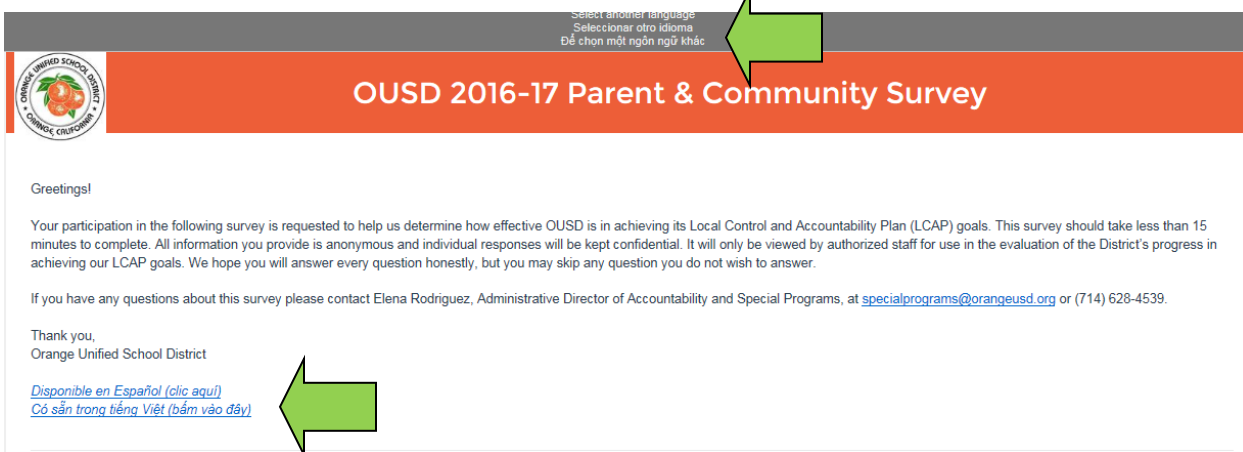 Select another language
Seleccionar otro idioma
Để chọn một ngôn ngữ khác
ORANGE UNIFIED SCHOOL DISTRICT
ORANGE, CALIFORNIA
OUSD 2016-17 Parent & Community Survey
Greetings!
Your participation in the following survey is requested to help us determine how effective OUSD is in achieving its Local Control and Accountability Plan (LCAP) goals. This survey should take less than 15
minutes to complete. All information you provide is anonymous and individual responses will be kept confidential. It will only be viewed by authorized staff for use in the evaluation of the District's progress in
achieving our LCAP goals. We hope you will answer every question honestly, but you may skip any question you do not wish to answer.
If you have any questions about this survey please contact Elena Rodriguez, Administrative Director of Accountability and Special Programs, at specialprograms@orangeusd.org or (714) 628-4539.
Thank you,
Orange Unified School District
Disponible en Español (clic aquí)
Có sẵn trong tiếng Việt (bấm vào đây)